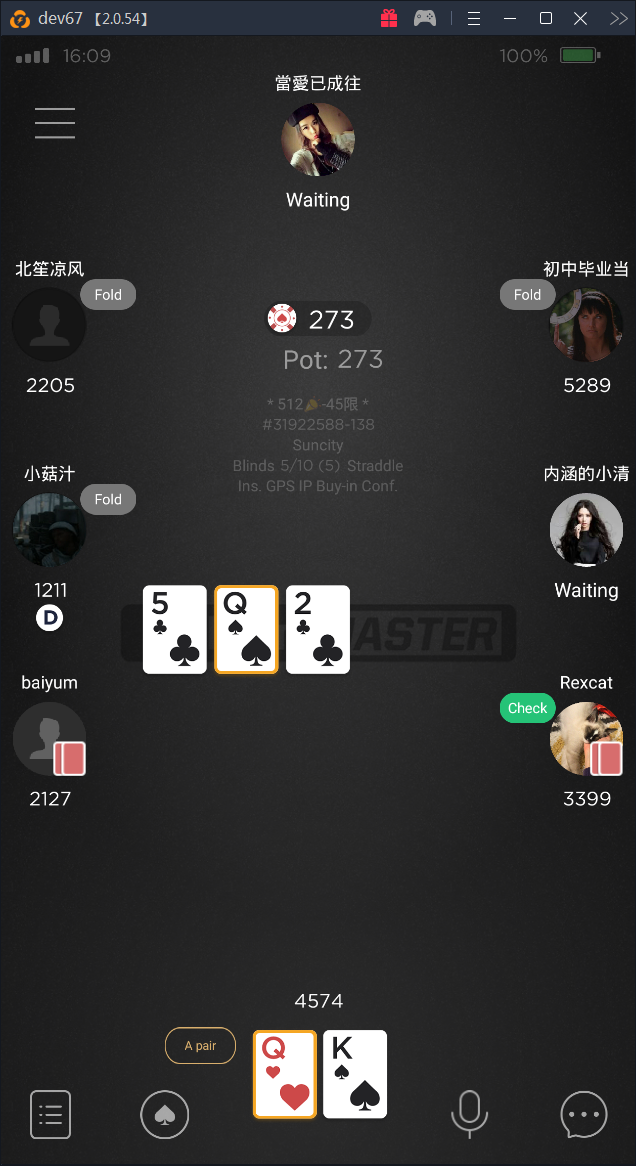 dev67 【2.0.54】
16:09 100%
當愛已成往
Waiting
北笙凉风
Fold
2205
初中毕业当
Fold
5289
273
Pot: 273
* 512 -45限 *
#31922588-138
Suncity
Blinds 5/10 (5) Straddle
Ins. GPS IP Buy-in Conf.
小菇汁
Fold
1211
D
内涵的小清
Waiting
5 Q 2
MASTER
baiyum
2127
Rexcat
Check
3399
4574
A pair
Q K